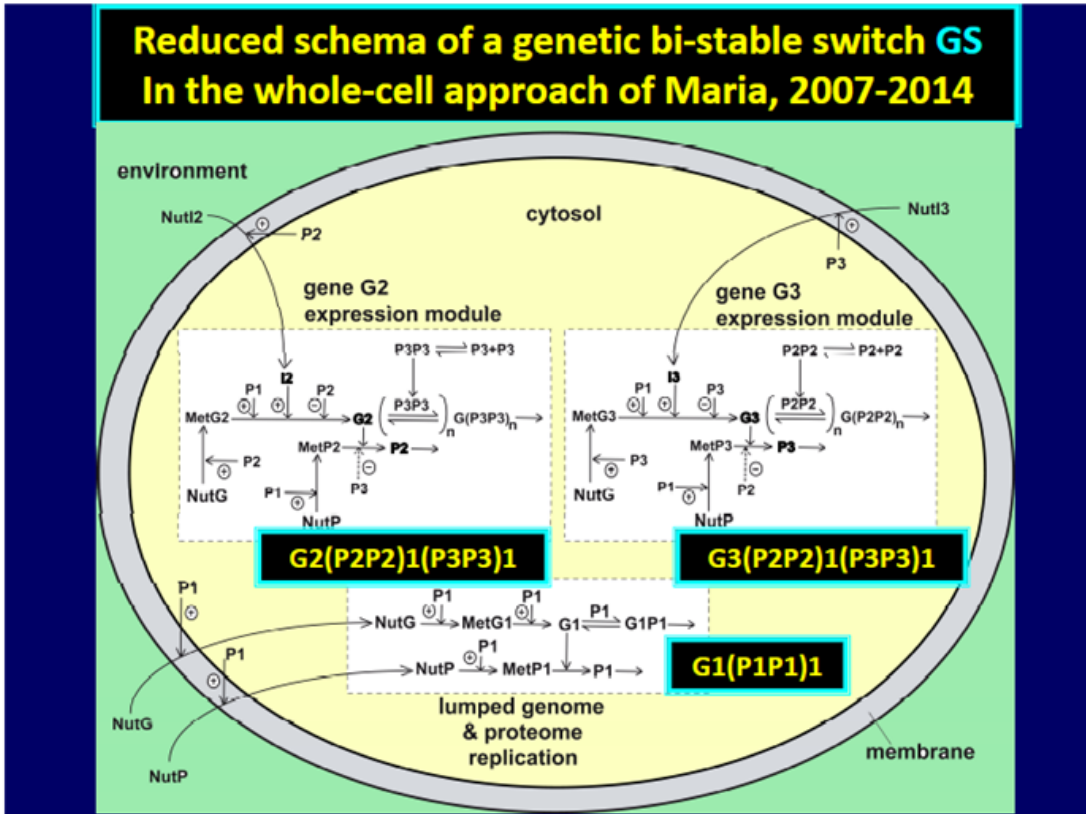 Reduced schema of a genetic bi-stable switch GS
In the whole-cell approach of Maria, 2007-2014
environment
NutI2
P2
cytosol
NutI3
P3
gene G2
expression module
P3P3 ⇌ P3+P3
P1 I2 P2
MetG2 G2 ( P3P3 )n G(P3P3)n
MetP2 P2
P2
P3
NutG P1
NutP
G2(P2P2)1(P3P3)1
gene G3
expression module
P2P2 ⇌ P2+P2
P1 I3 P3
MetG3 G3 ( P2P2 )n G(P2P2)n
MetP3 P3
P3
P2
NutG P1
NutP
G3(P2P2)1(P3P3)1
P1
P1
P1 P1
NutG MetG1 G1 P1 G1P1
P1
NutP MetP1 P1
G1(P1P1)1
lumped genome
& proteome
replication
NutG
NutP
membrane